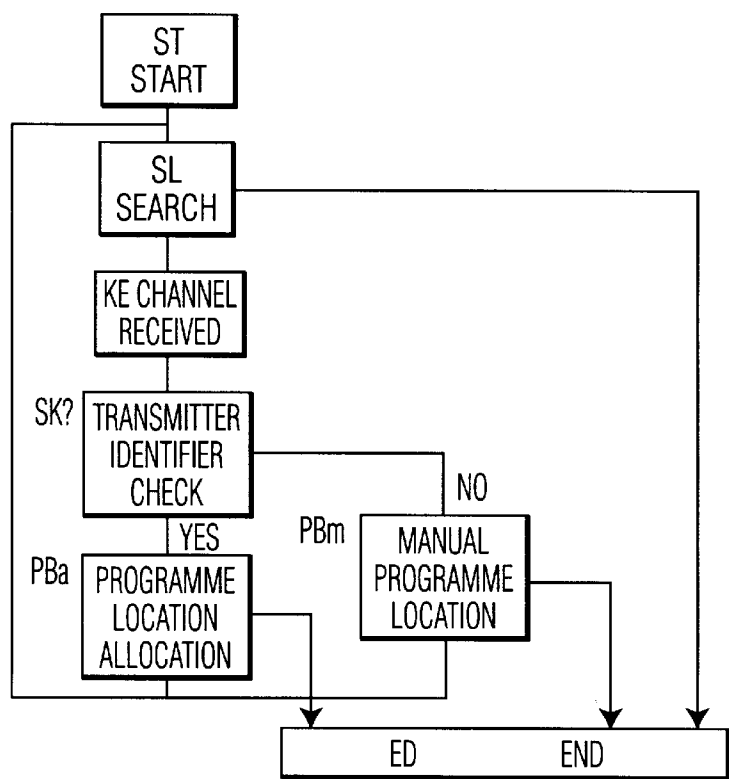 ST
START
SL
SEARCH
KE CHANNEL
RECEIVED
SK?
TRANSMITTER
IDENTIFIER
CHECK
NO
YES
PBm
MANUAL
PROGRAMME
LOCATION
PBa
PROGRAMME
LOCATION
ALLOCATION
ED END